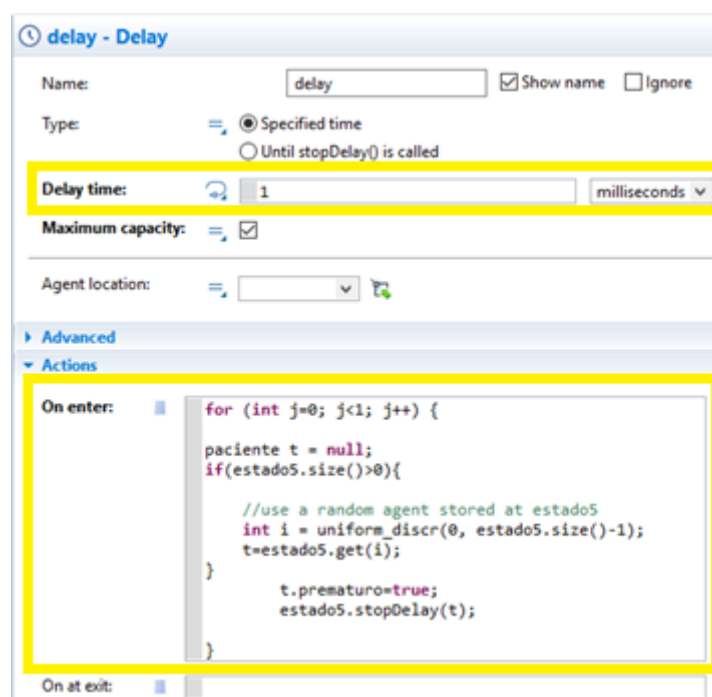 delay - Delay
Name: delay Show name Ignore
Type: Specified time
Until stopDelay() is called
Delay time: 1 milliseconds
Maximum capacity:
Agent location:
Advanced
Actions
On enter: for (int j=0; j<1; j++) {
paciente t = null;
if(estado5.size()>0){
//use a random agent stored at estado5
int i = uniform_discr(0, estado5.size()-1);
t=estado5.get(i);
}
t.prematuro=true;
estado5.stopDelay(t);
}
On at exit: